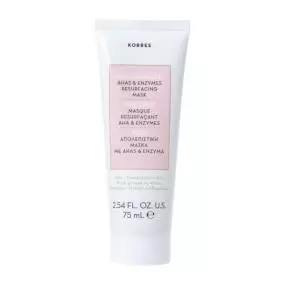 KORRES
AHAS & ENZYMES
RESURFACING
MASK
MASQUE
RESURFAÇANT
AHA & ENZYMES
ΑΠΟΛΕΠΙΣΤΙΚΗ
ΜΑΣΚΑ
ΜΕ AHAS & ΕΝΖΥΜΑ
2.54 FL. OZ. U.S.
75 mL ℮